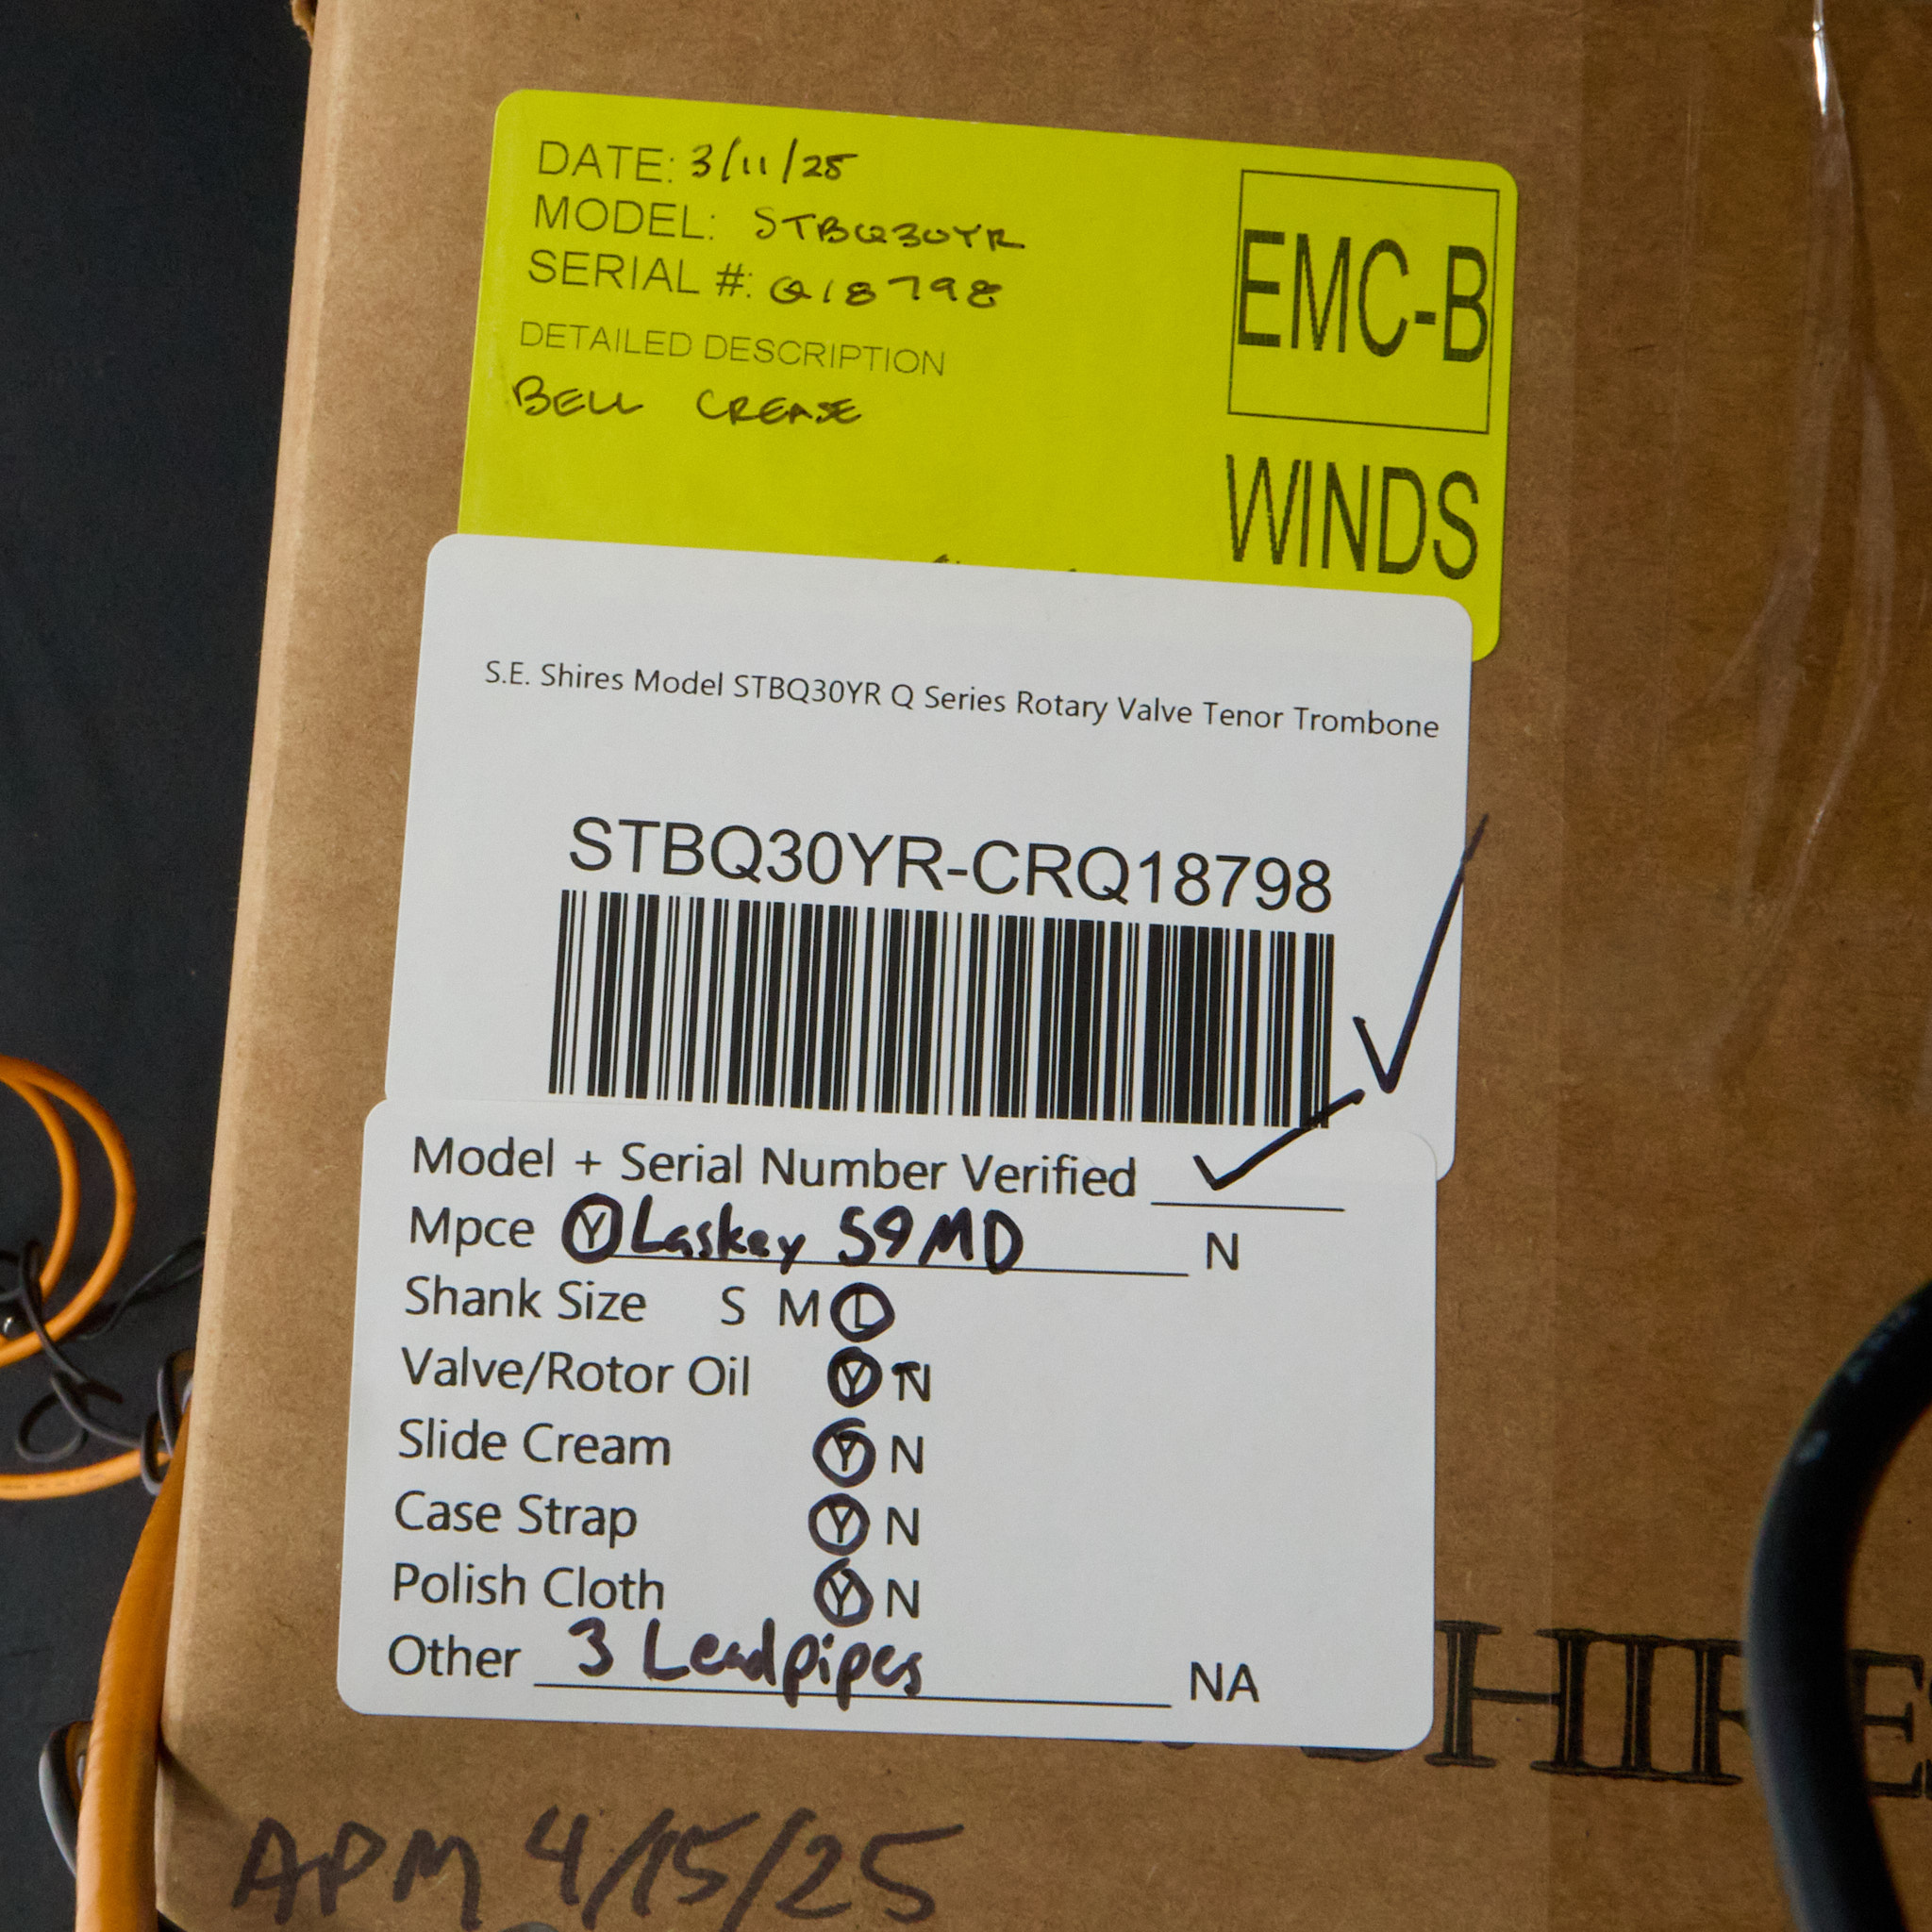 DATE: 3/11/25
MODEL: STBQ30YR
SERIAL #: Q18798
DETAILED DESCRIPTION
BELL CREASE
EMC-B
WINDS
S.E. Shires Model STBQ30YR Q Series Rotary Valve Tenor Trombone
STBQ30YR-CRQ18798
Model + Serial Number Verified
Mpce Y Laskey 59MD N
Shank Size S M L
Valve/Rotor Oil Y N
Slide Cream Y N
Case Strap Y N
Polish Cloth Y N
Other 3 Leadpipes NA
SHIRES
APM 4/15/25